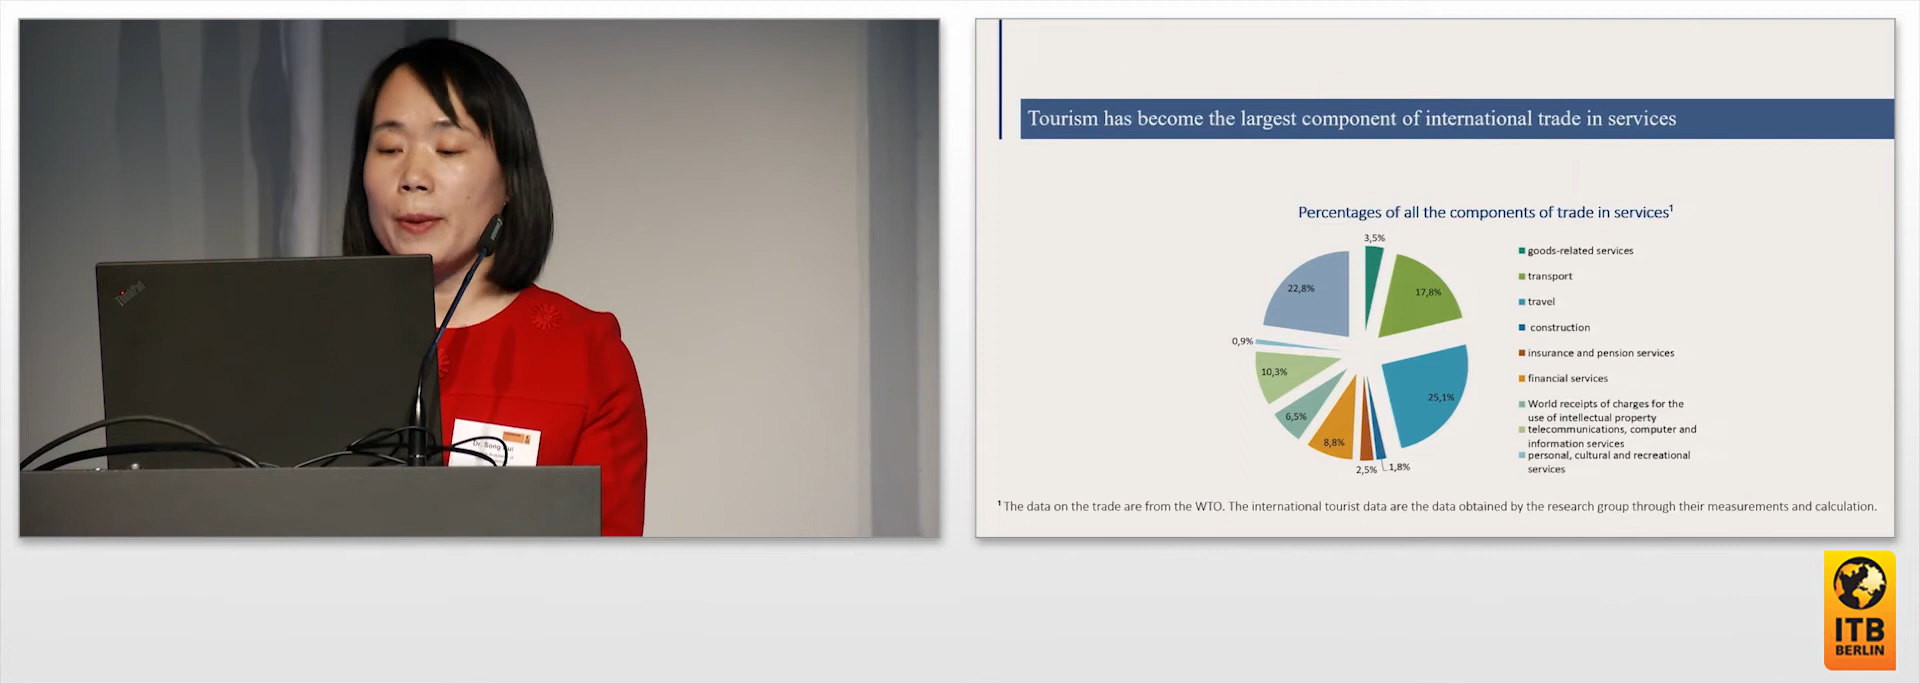 ThinkPad
Dr. Song
Tourism has become the largest component of international trade in services
Percentages of all the components of trade in services¹
3,5%
17,8%
25,1%
1,8%
2,5%
8,8%
6,5%
10,3%
0,9%
22,8%
goods-related services
transport
travel
construction
insurance and pension services
financial services
World receipts of charges for the
use of intellectual property
telecommunications, computer and
information services
personal, cultural and recreational
services
¹ The data on the trade are from the WTO. The international tourist data are the data obtained by the research group through their measurements and calculation.
ITB
BERLIN